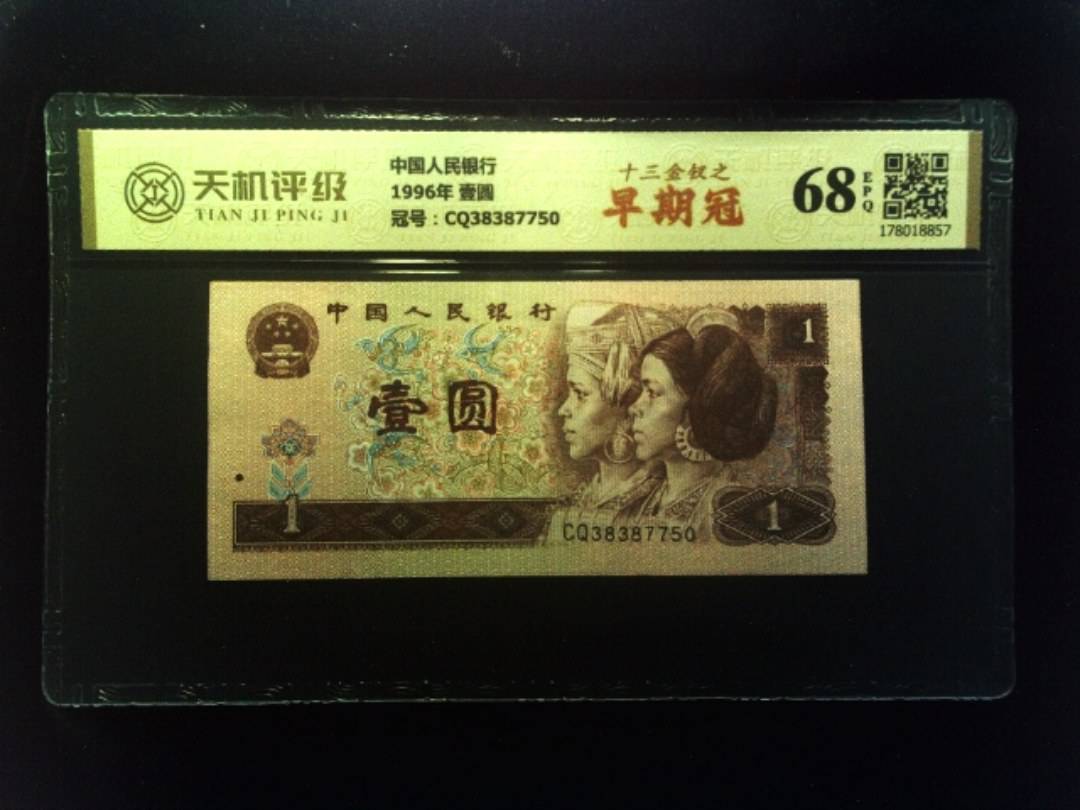 天机评级
TIAN JI PING JI
中国人民银行
1996年 壹圆
冠号：CQ38387750
十三金钗之
早期冠
68 EPQ
178018857
中国人民银行
1
壹圆
1
CQ38387750
1